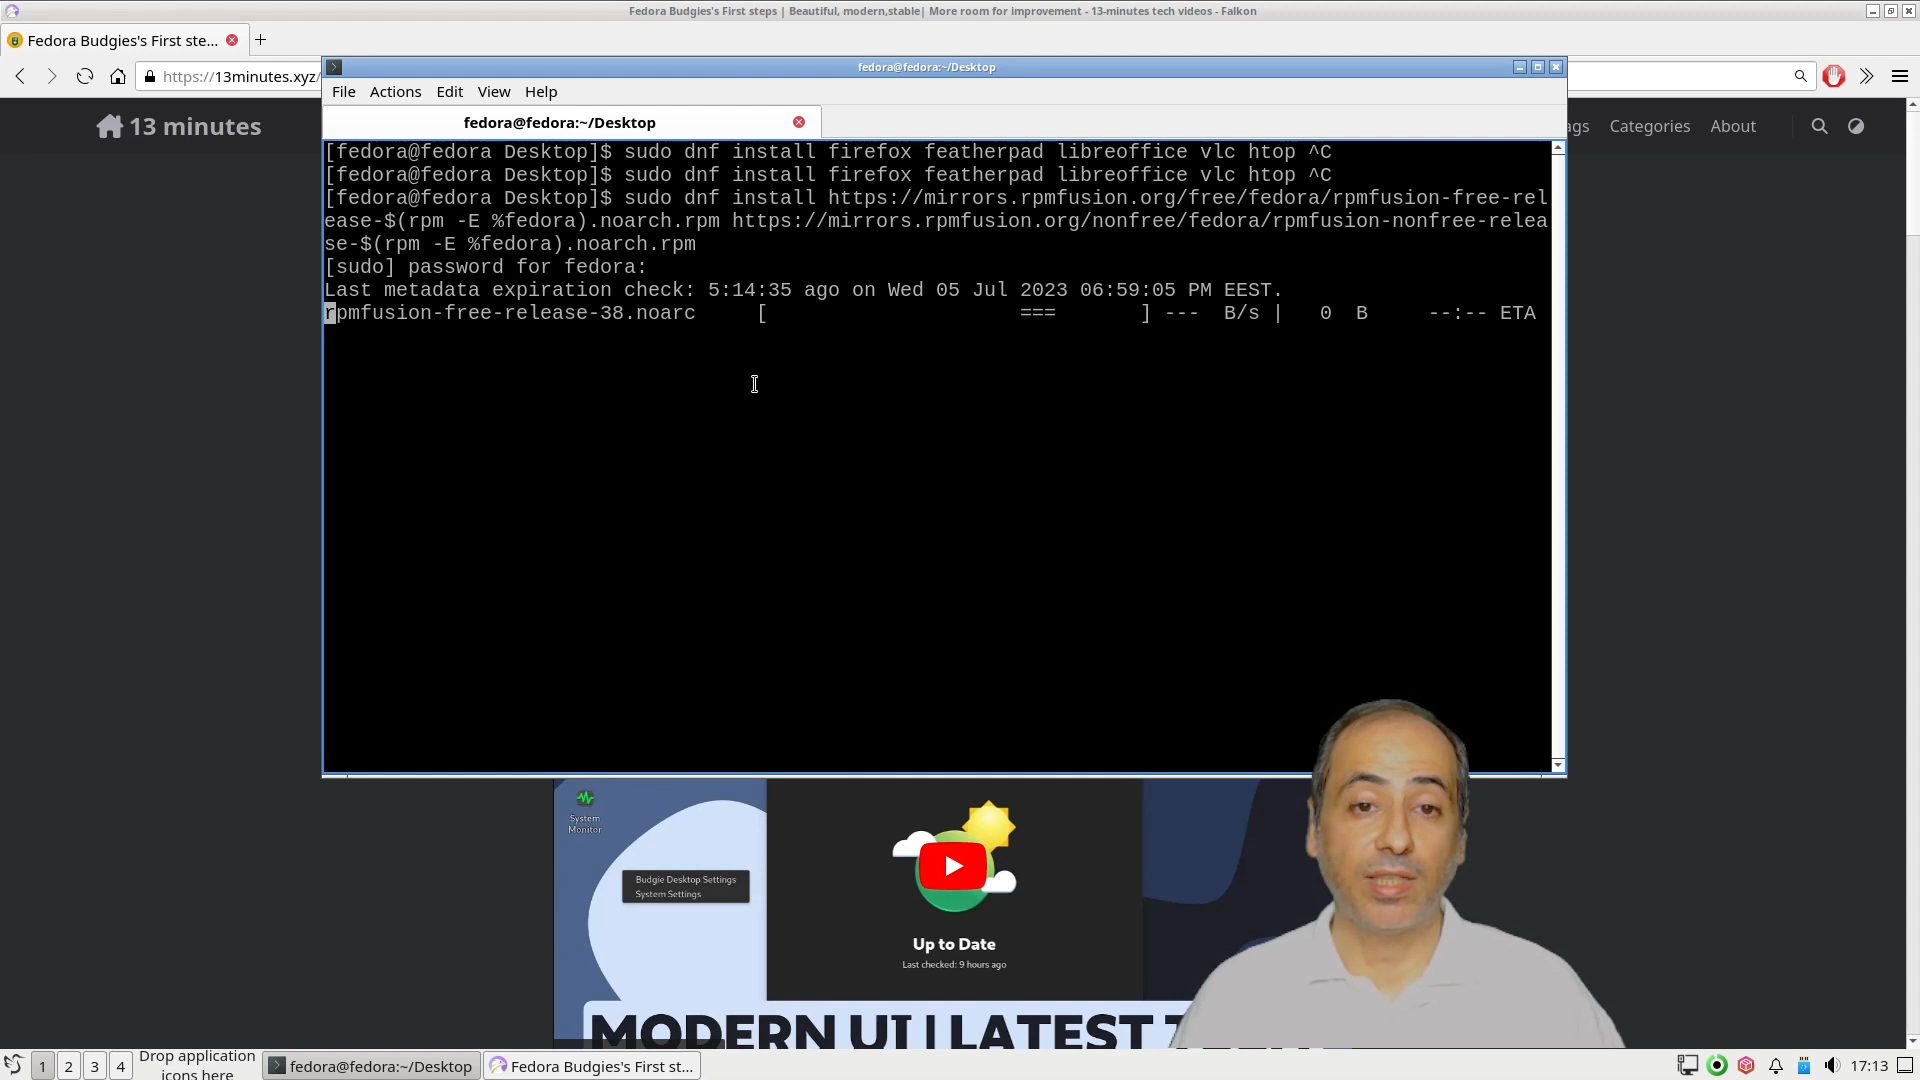 Fedora Budgies's First steps | Beautiful, modern,stable| More room for improvement - 13-minutes tech videos - Falkon
Fedora Budgies's First ste...
https://13minutes.xyz/
fedora@fedora:~/Desktop
File Actions Edit View Help
fedora@fedora:~/Desktop
13 minutes
ags Categories About
[fedora@fedora Desktop]$ sudo dnf install firefox featherpad libreoffice vlc htop ^C
[fedora@fedora Desktop]$ sudo dnf install firefox featherpad libreoffice vlc htop ^C
[fedora@fedora Desktop]$ sudo dnf install https://mirrors.rpmfusion.org/free/fedora/rpmfusion-free-rel
ease-$(rpm -E %fedora).noarch.rpm https://mirrors.rpmfusion.org/nonfree/fedora/rpmfusion-nonfree-relea
se-$(rpm -E %fedora).noarch.rpm
[sudo] password for fedora:
Last metadata expiration check: 5:14:35 ago on Wed 05 Jul 2023 06:59:05 PM EEST.
rpmfusion-free-release-38.noarc [ === ] --- B/s | 0 B --:-- ETA
System
Monitor
Budgie Desktop Settings
System Settings
Up to Date
Last checked: 9 hours ago
MODERN UI | LATEST
1 2 3 4
Drop application
icons here
fedora@fedora:~/Desktop
Fedora Budgies's First st...
17:13